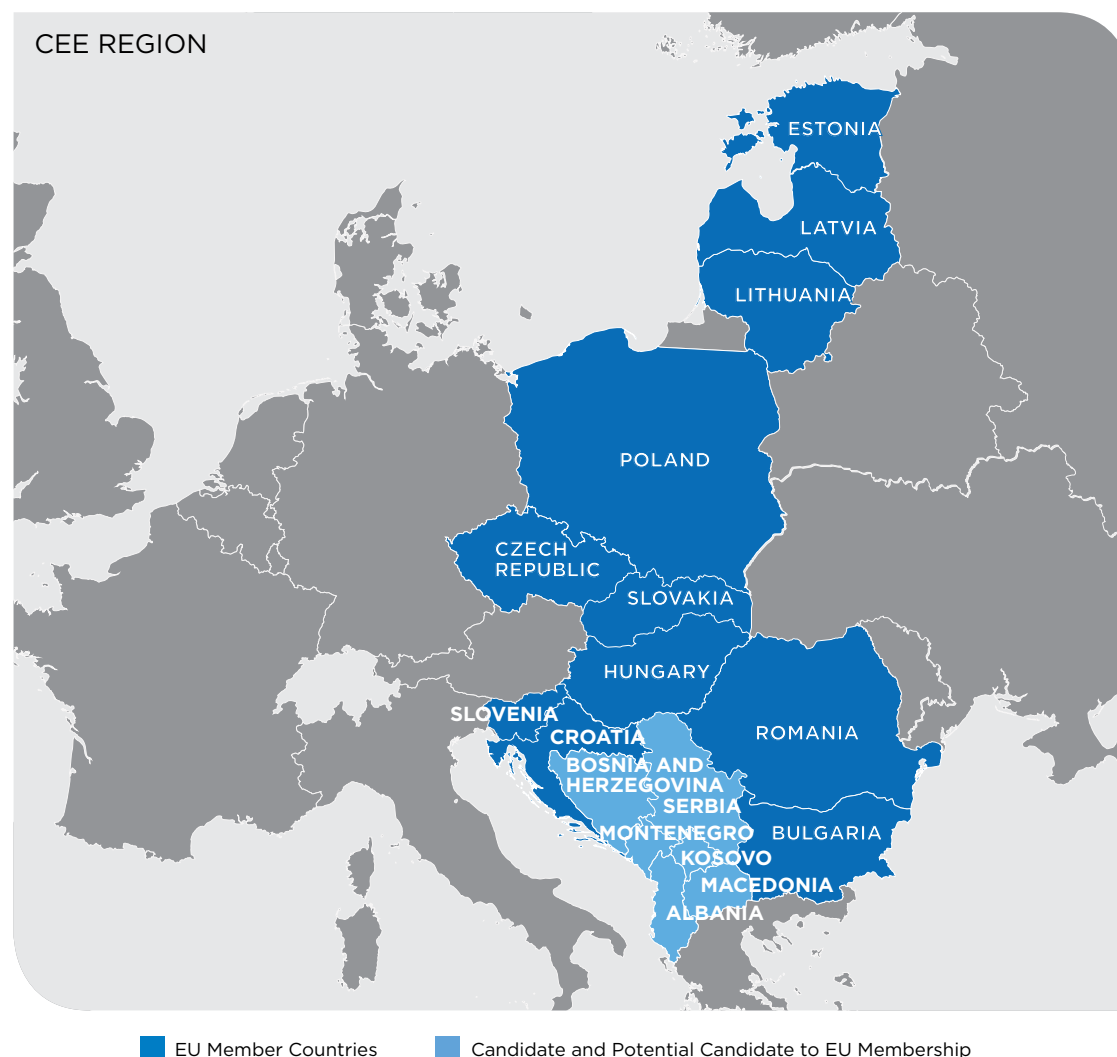 CEE REGION
ESTONIA
LATVIA
LITHUANIA
POLAND
CZECH
REPUBLIC
SLOVAKIA
HUNGARY
SLOVENIA
CROATIA
ROMANIA
BOSNIA AND
HERZEGOVINA
SERBIA
MONTENEGRO
BULGARIA
KOSOVO
MACEDONIA
ALBANIA
EU Member Countries
Candidate and Potential Candidate to EU Membership